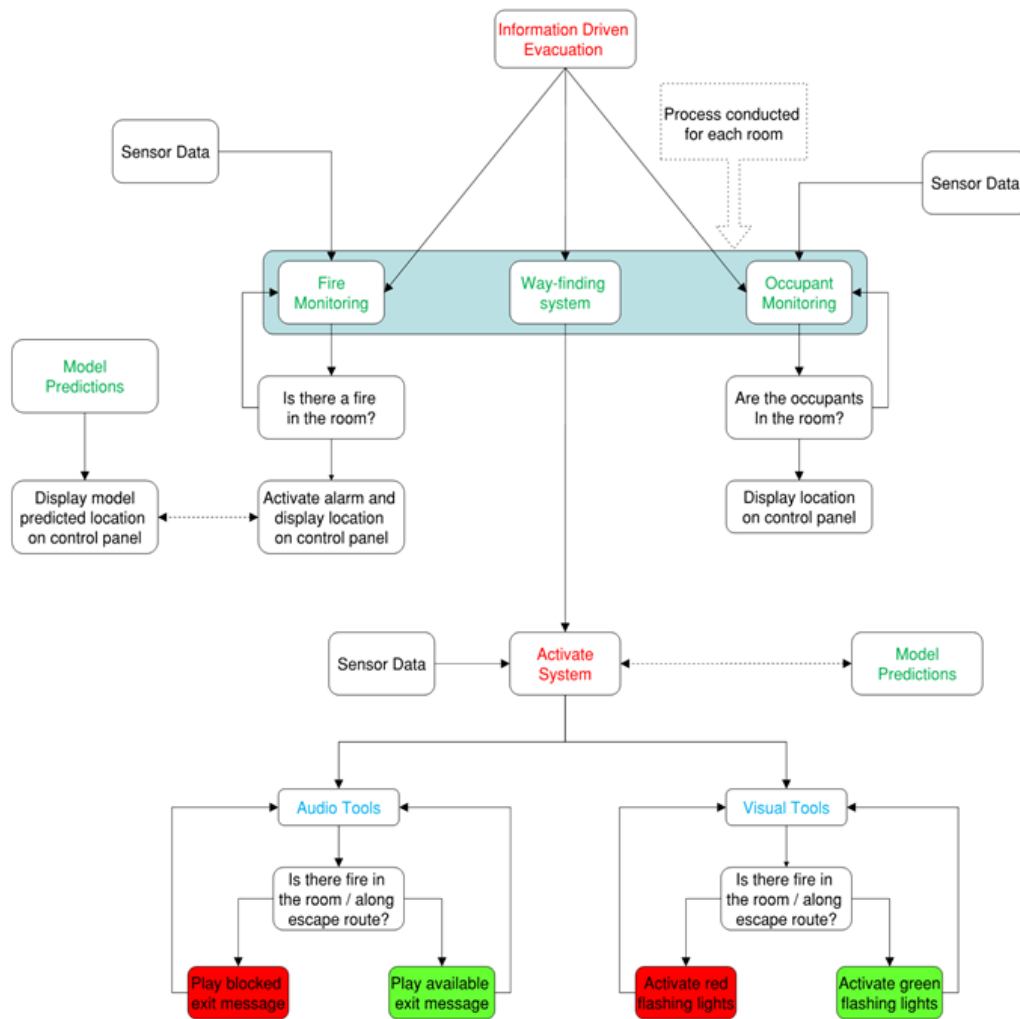 Information Driven
Evacuation
Process conducted
for each room
Sensor Data
Sensor Data
Fire
Monitoring
Way-finding
system
Occupant
Monitoring
Model
Predictions
Is there a fire
in the room?
Are the occupants
In the room?
Display model
predicted location
on control panel
Activate alarm and
display location
on control panel
Display location
on control panel
Sensor Data
Activate
System
Model
Predictions
Audio Tools
Visual Tools
Is there fire in
the room / along
escape route?
Is there fire in
the room / along
escape route?
Play blocked
exit message
Play available
exit message
Activate red
flashing lights
Activate green
flashing lights